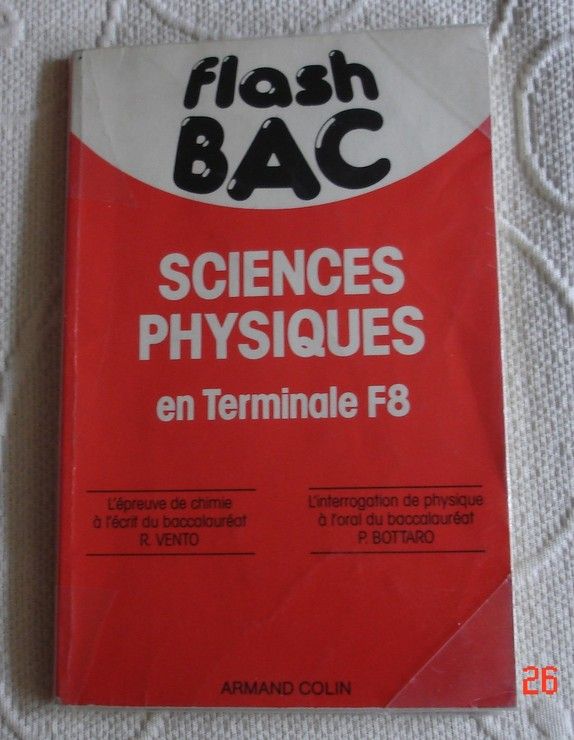 flash
BAC
SCIENCES
PHYSIQUES
en Terminale F8
L'épreuve de chimie
à l'écrit du baccalauréat
R. VENTO
L'interrogation de physique
à l'oral du baccalauréat
P. BOTTARO
ARMAND COLIN
26